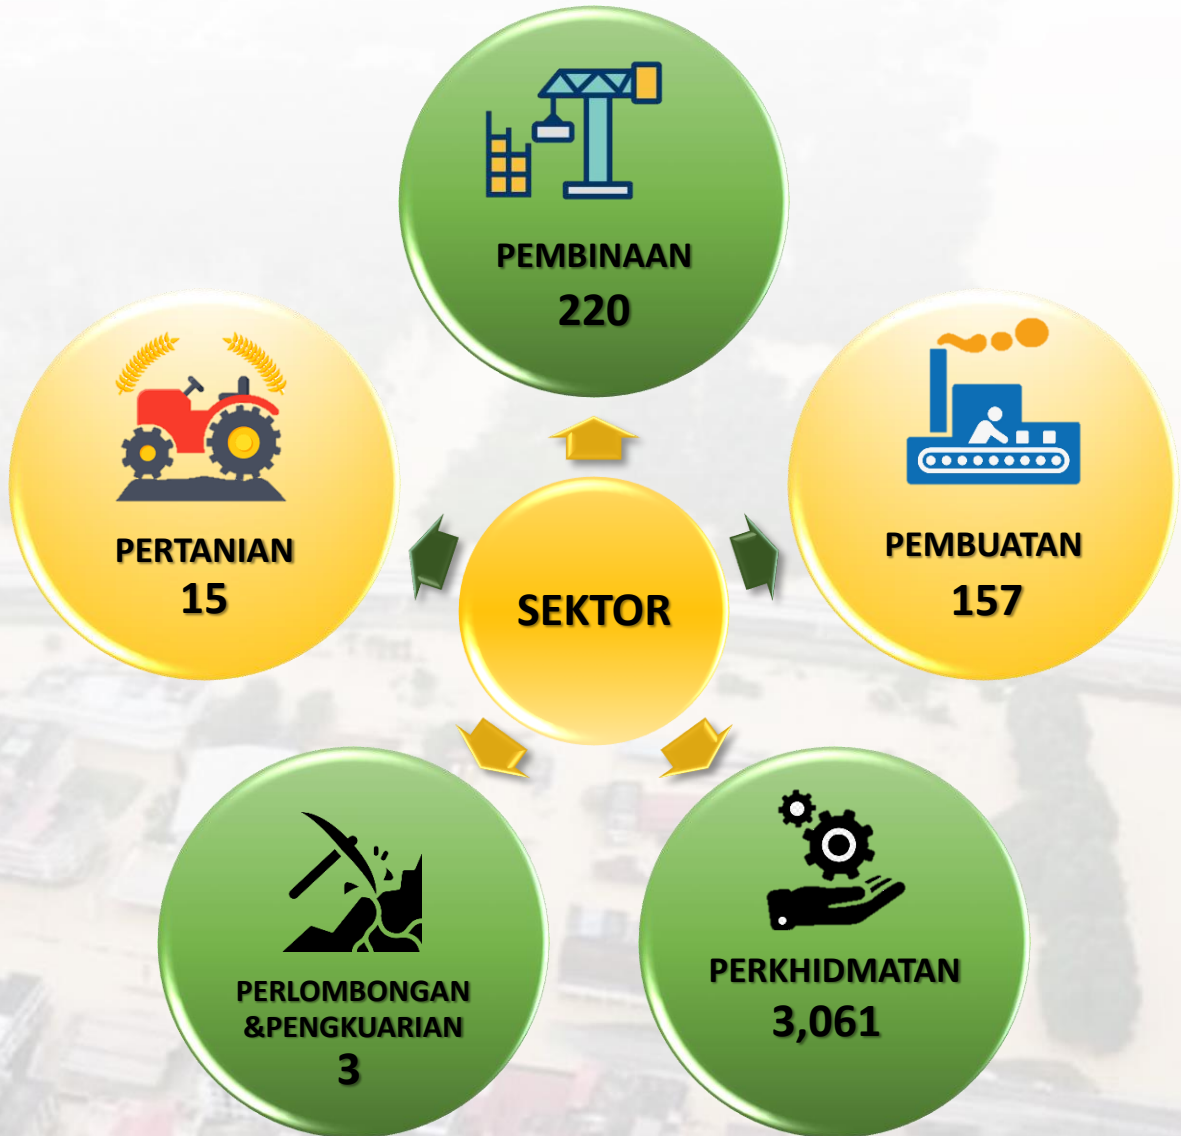 PEMBINAAN
220
PERTANIAN
15
PEMBUATAN
157
SEKTOR
PERLOMBONGAN
&PENGKUARIAN
3
PERKHIDMATAN
3,061